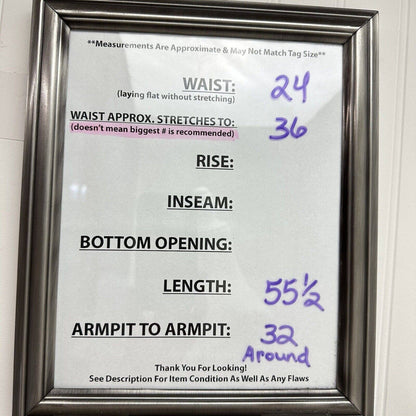 **Measurements Are Approximate & May Not Match Tag Size**
WAIST: 24
(laying flat without stretching)
WAIST APPROX. STRETCHES TO: 36
(doesn't mean biggest # is recommended)
RISE:
INSEAM:
BOTTOM OPENING:
LENGTH: 55½
ARMPIT TO ARMPIT: 32
Around
Thank You For Looking!
See Description For Item Condition As Well As Any Flaws